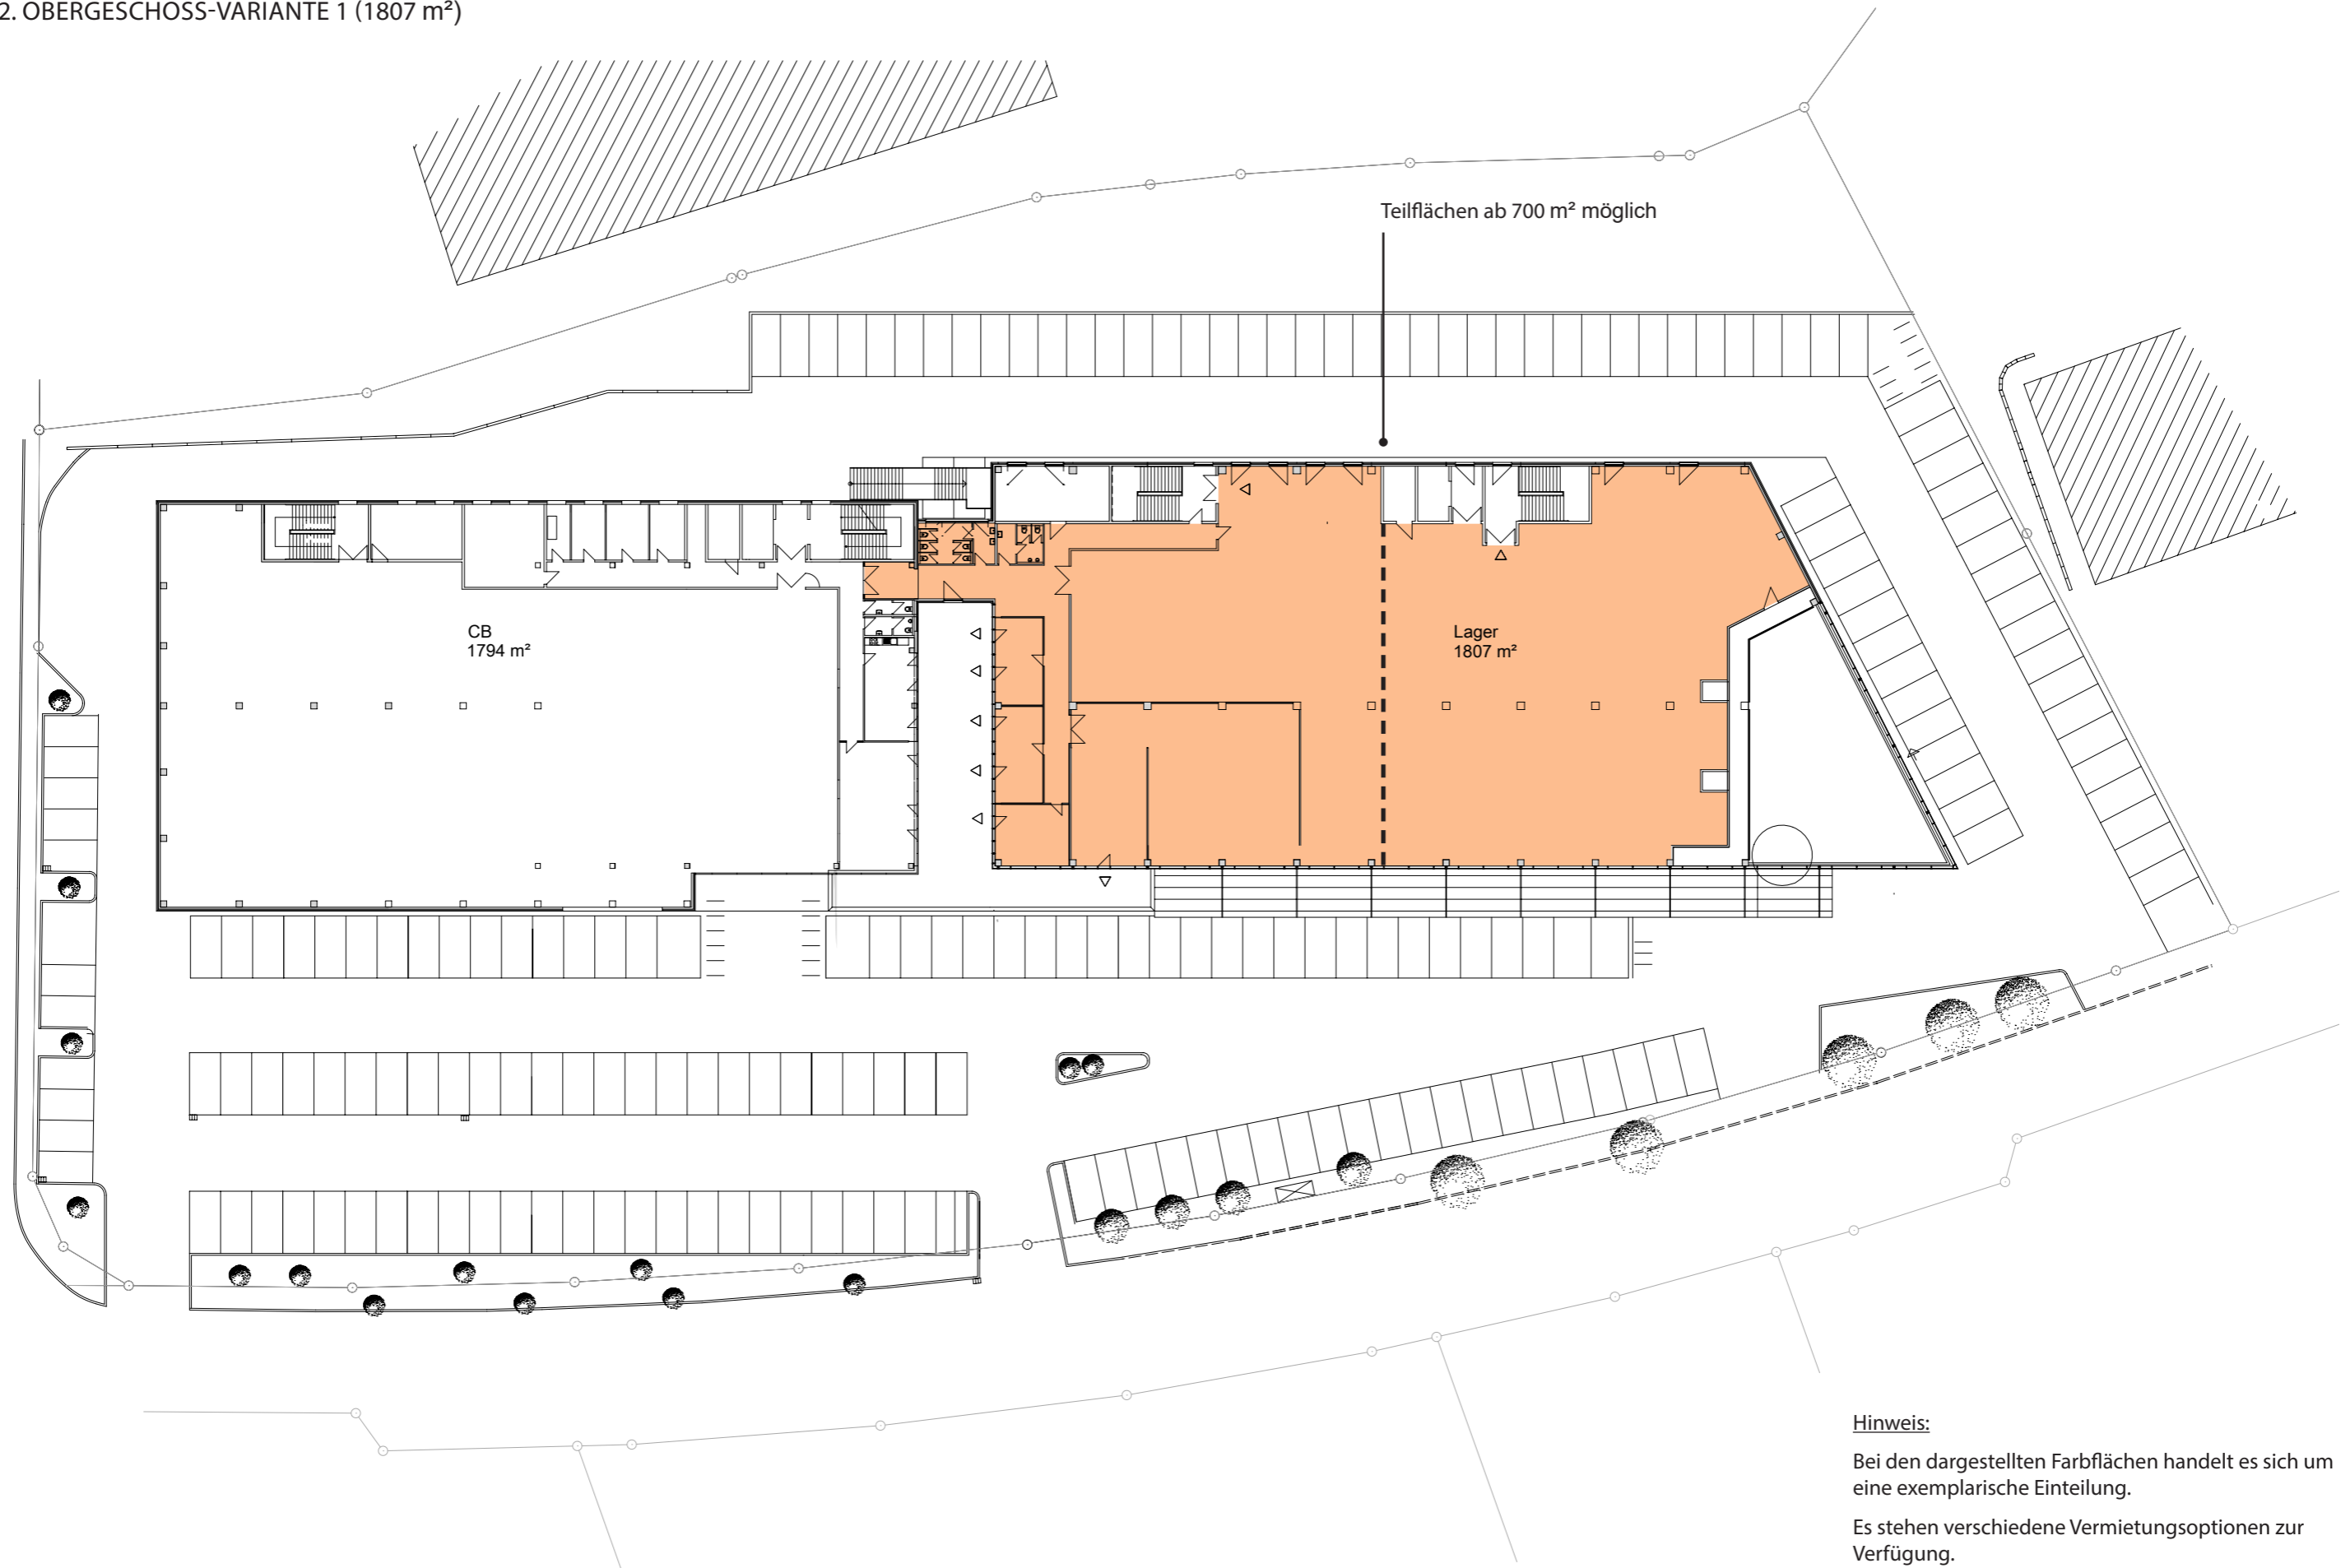 2. OBERGESCHOSS-VARIANTE 1 (1807 m²)
Teilflächen ab 700 m² möglich
CB
1794 m²
Lager
1807 m²
Hinweis:
Bei den dargestellten Farbflächen handelt es sich um
eine exemplarische Einteilung.
Es stehen verschiedene Vermietungsoptionen zur
Verfügung.